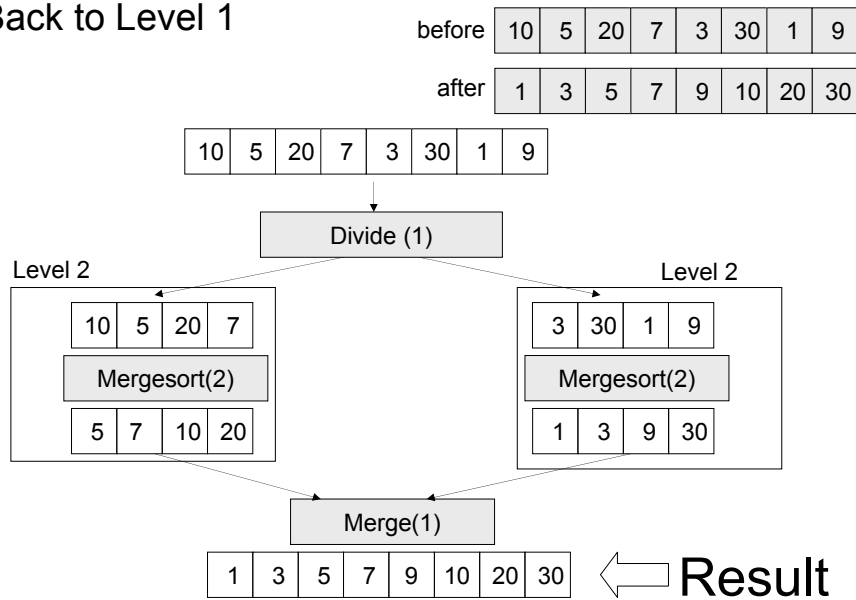 Back to Level 1
before 10 5 20 7 3 30 1 9
after 1 3 5 7 9 10 20 30
10 5 20 7 3 30 1 9
Divide (1)
Level 2
Level 2
10 5 20 7
3 30 1 9
Mergesort(2)
Mergesort(2)
5 7 10 20
1 3 9 30
Merge(1)
1 3 5 7 9 10 20 30
Result